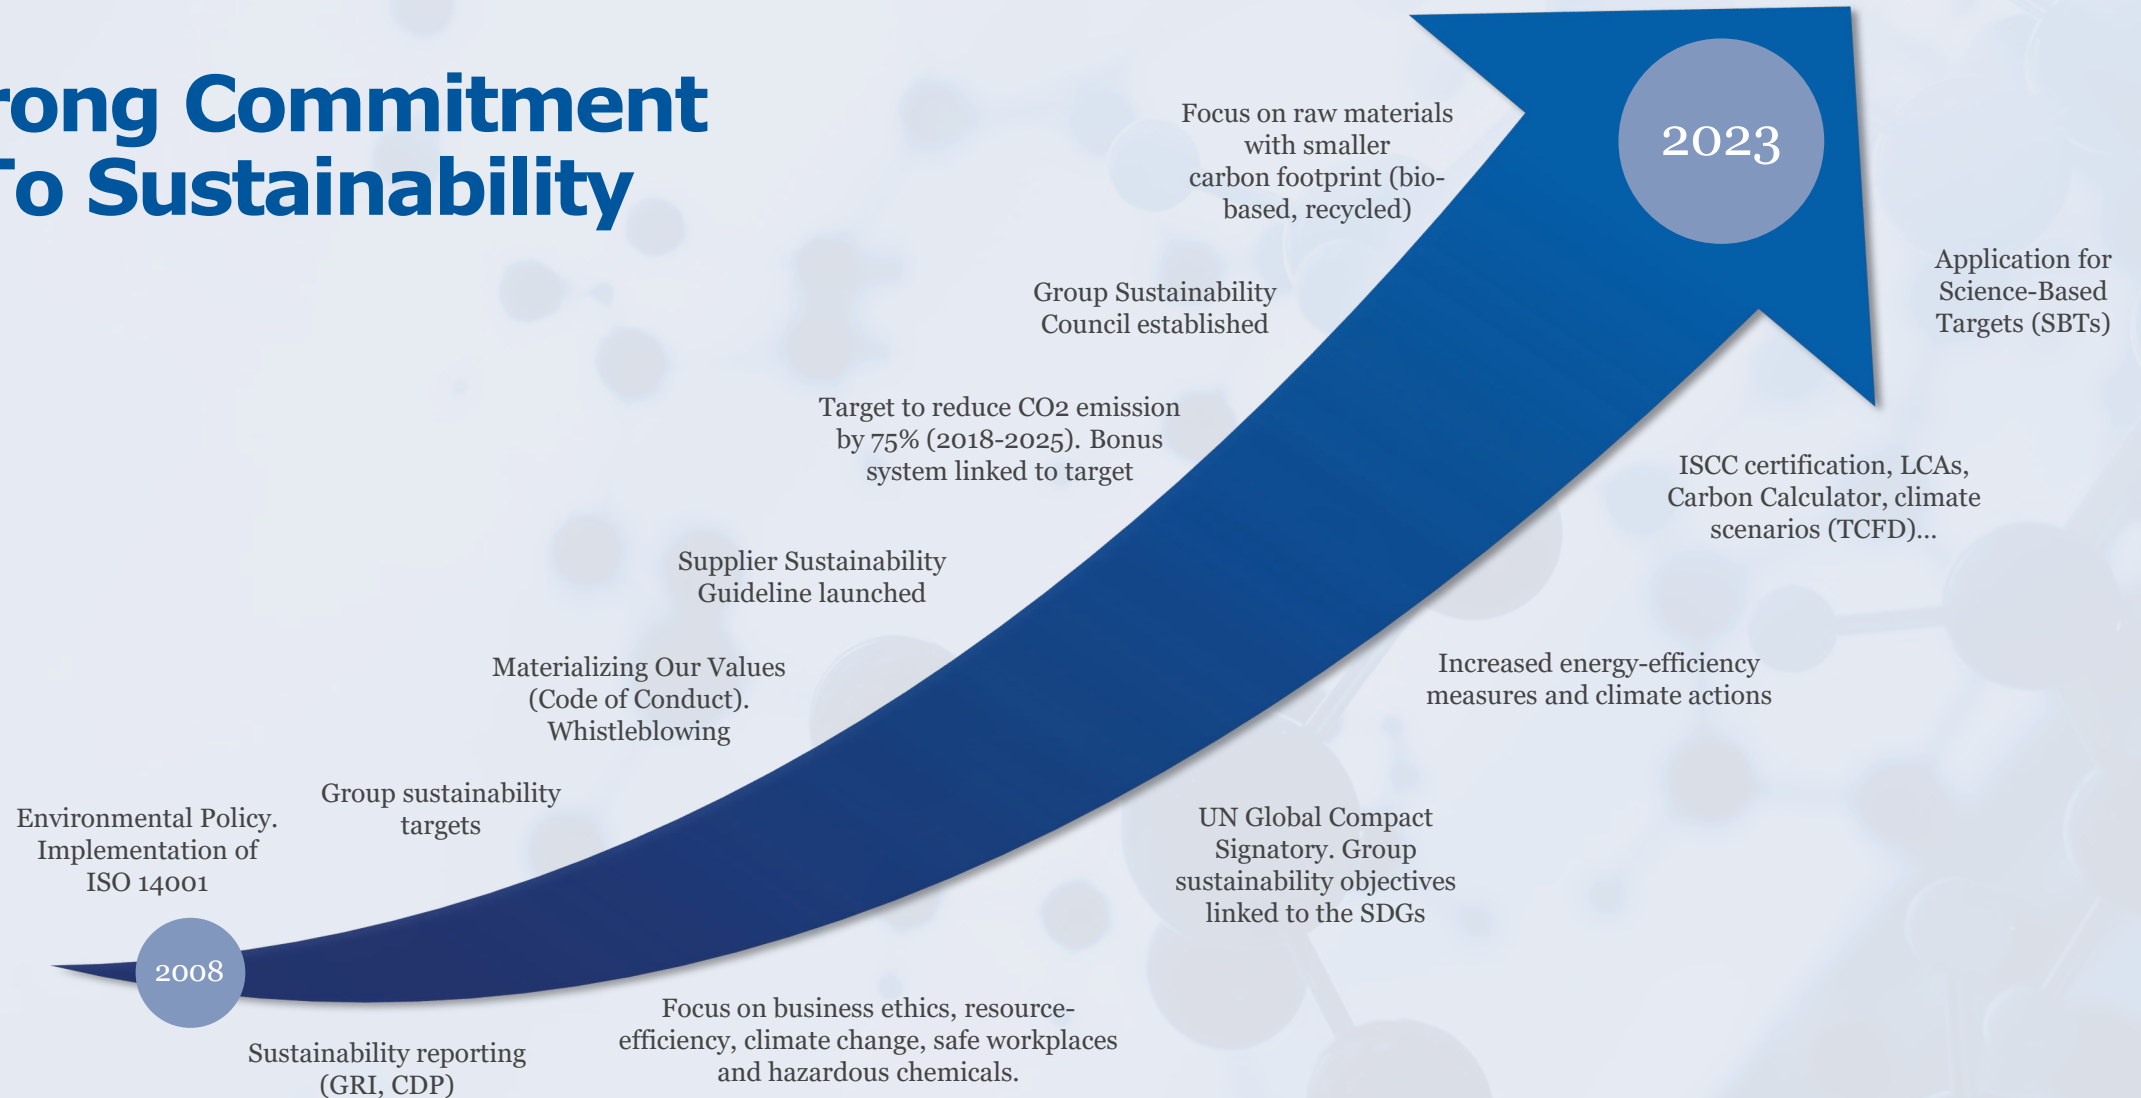 rong Commitment
To Sustainability
2023
Focus on raw materials
with smaller
carbon footprint (bio-
based, recycled)
Application for
Science-Based
Targets (SBTs)
Group Sustainability
Council established
Target to reduce CO2 emission
by 75% (2018-2025). Bonus
system linked to target
ISCC certification, LCAs,
Carbon Calculator, climate
scenarios (TCFD)...
Supplier Sustainability
Guideline launched
Increased energy-efficiency
measures and climate actions
Materializing Our Values
(Code of Conduct).
Whistleblowing
Group sustainability
targets
UN Global Compact
Signatory. Group
sustainability objectives
linked to the SDGs
Environmental Policy.
Implementation of
ISO 14001
2008
Focus on business ethics, resource-
efficiency, climate change, safe workplaces
and hazardous chemicals.
Sustainability reporting
(GRI, CDP)